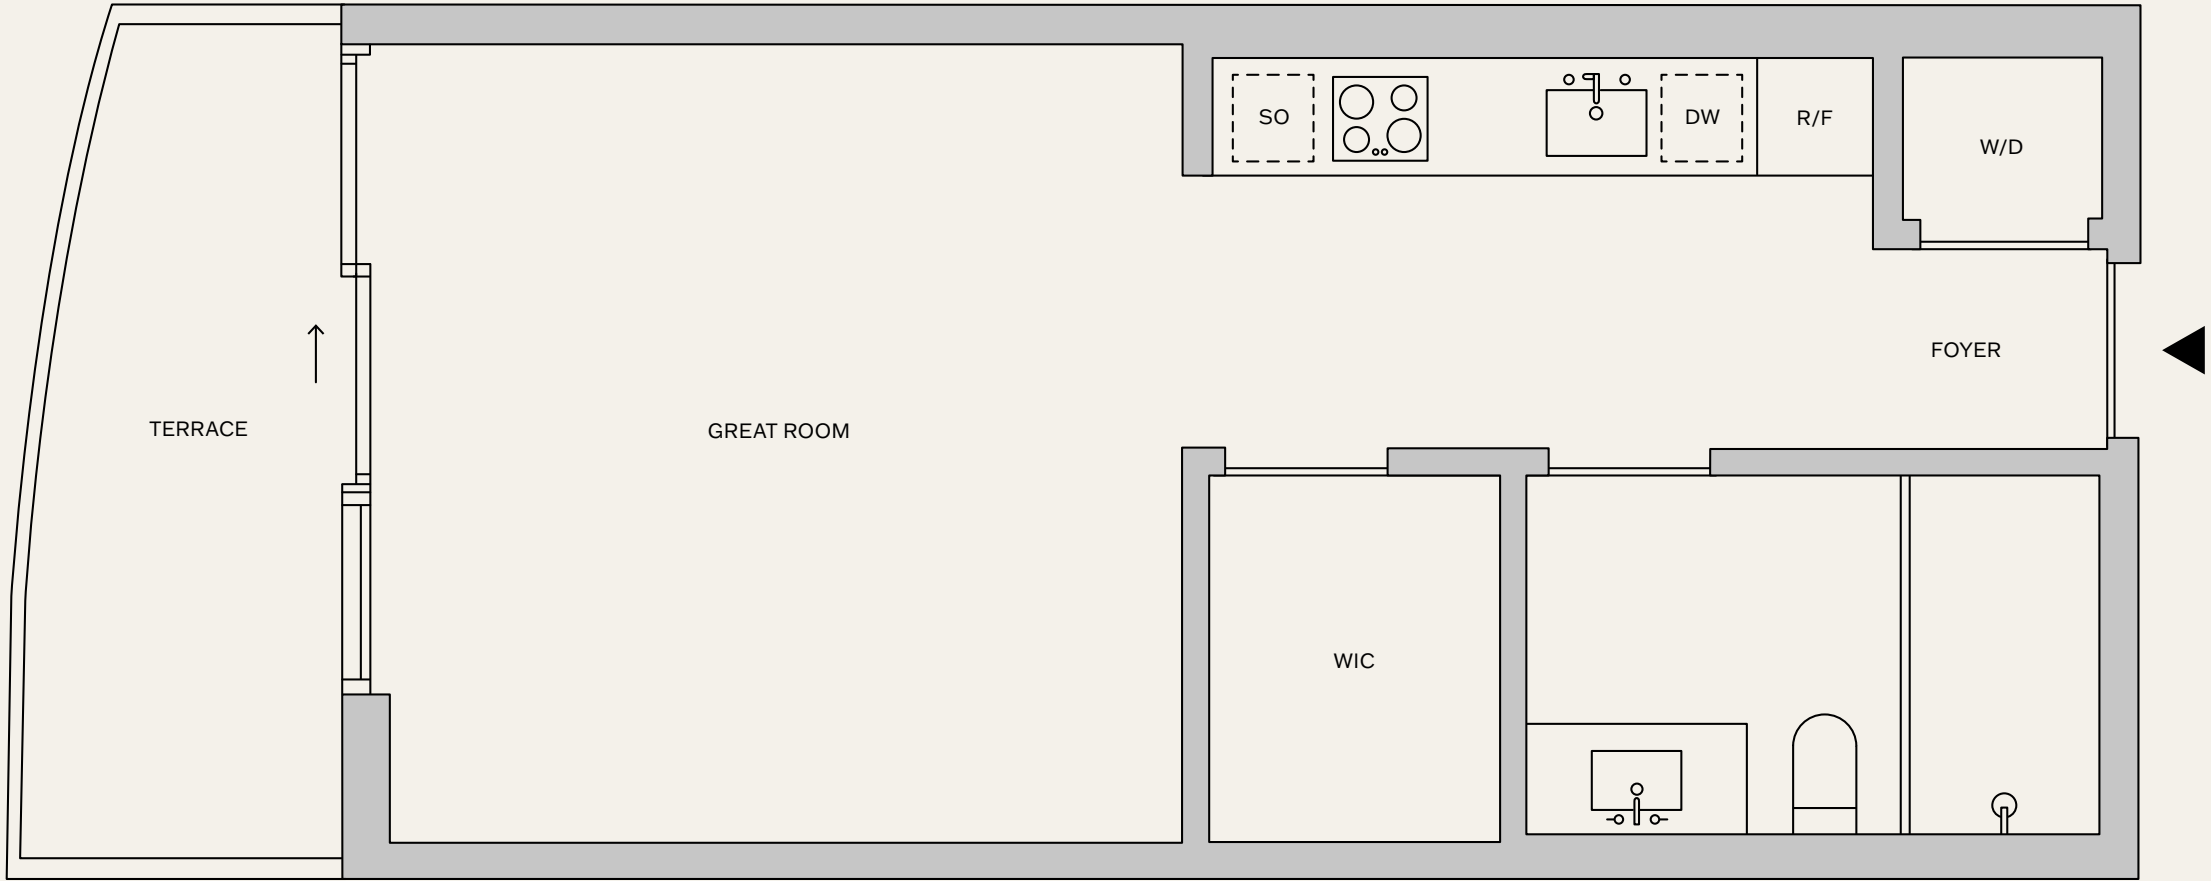 SO
DW
R/F
W/D
FOYER
TERRACE
GREAT ROOM
WIC